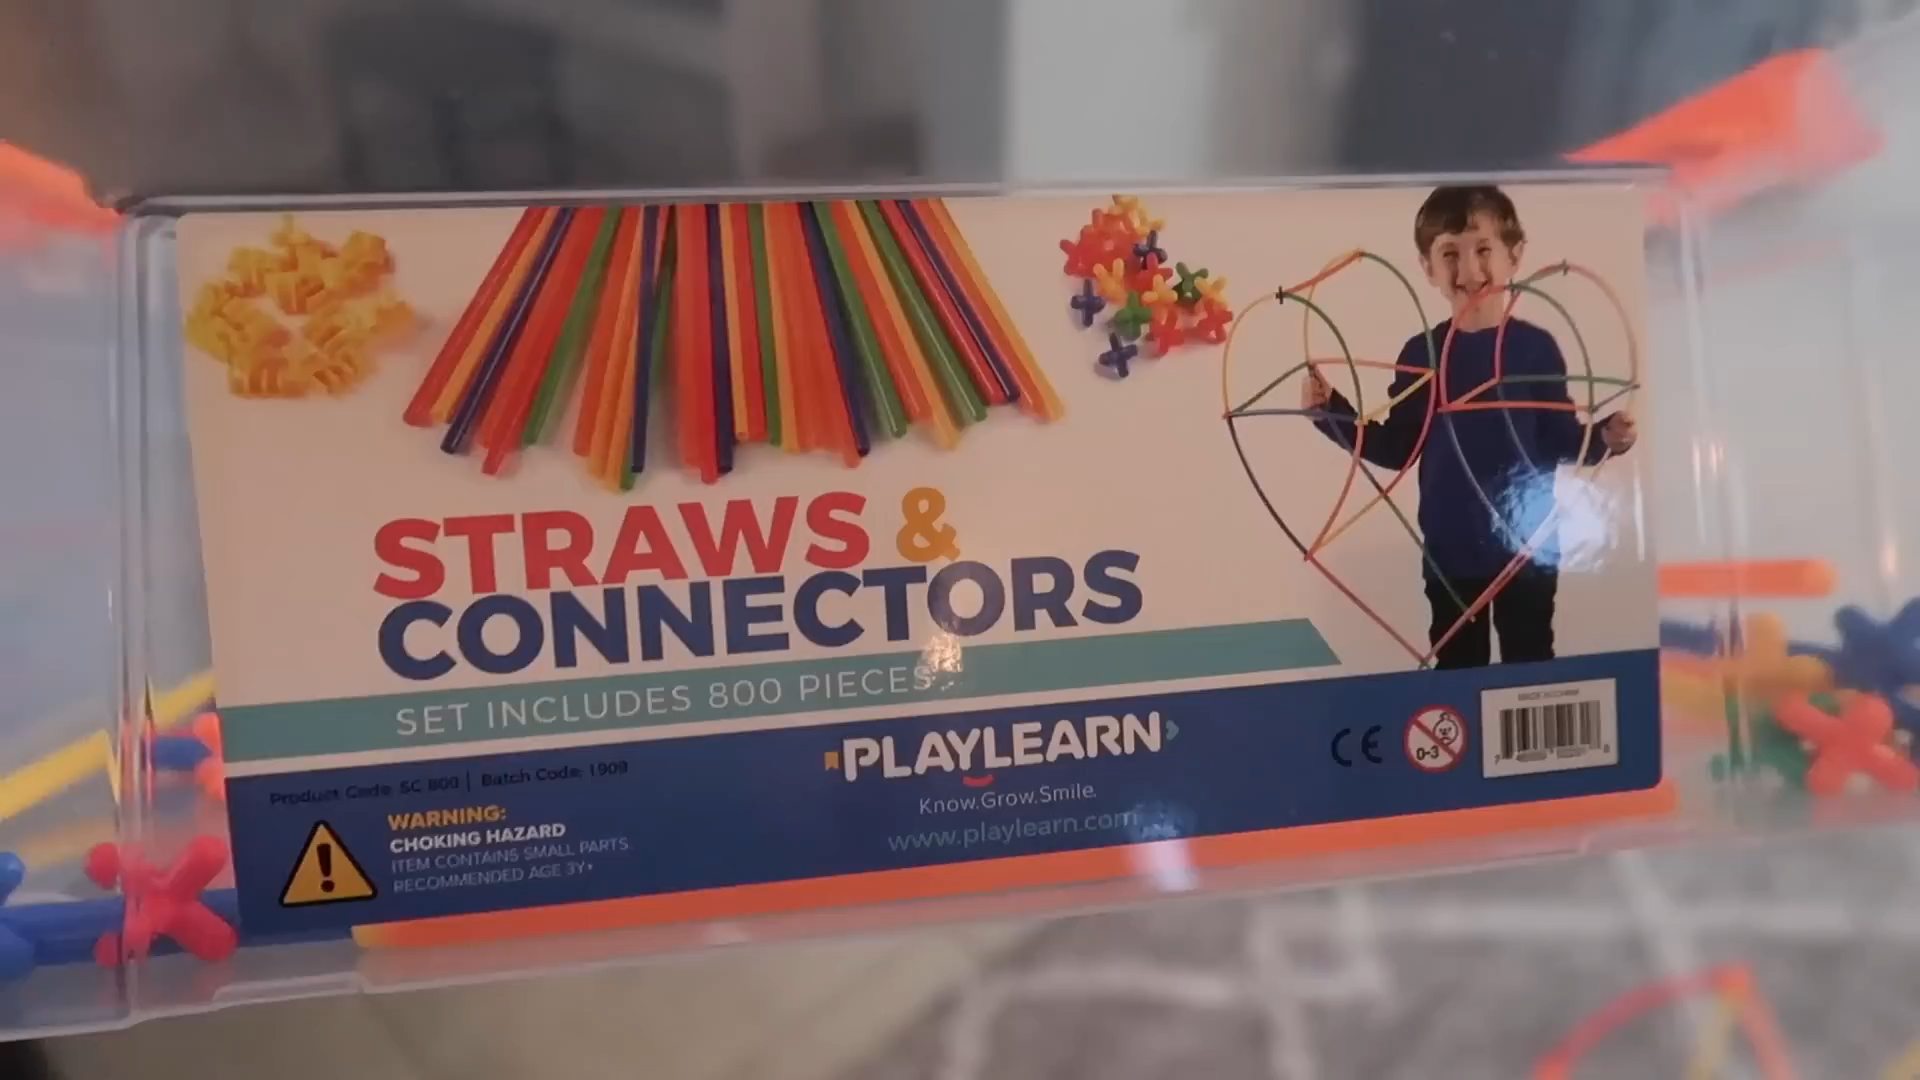 STRAWS &
CONNECTORS
SET INCLUDES 800 PIECES
Product Code: SC 800 | Batch Code: 1909
WARNING:
CHOKING HAZARD
ITEM CONTAINS SMALL PARTS
RECOMMENDED AGE 3Y+
PLAYLEARN
Know.Grow.Smile.
www.playlearn.com
CE
0-3